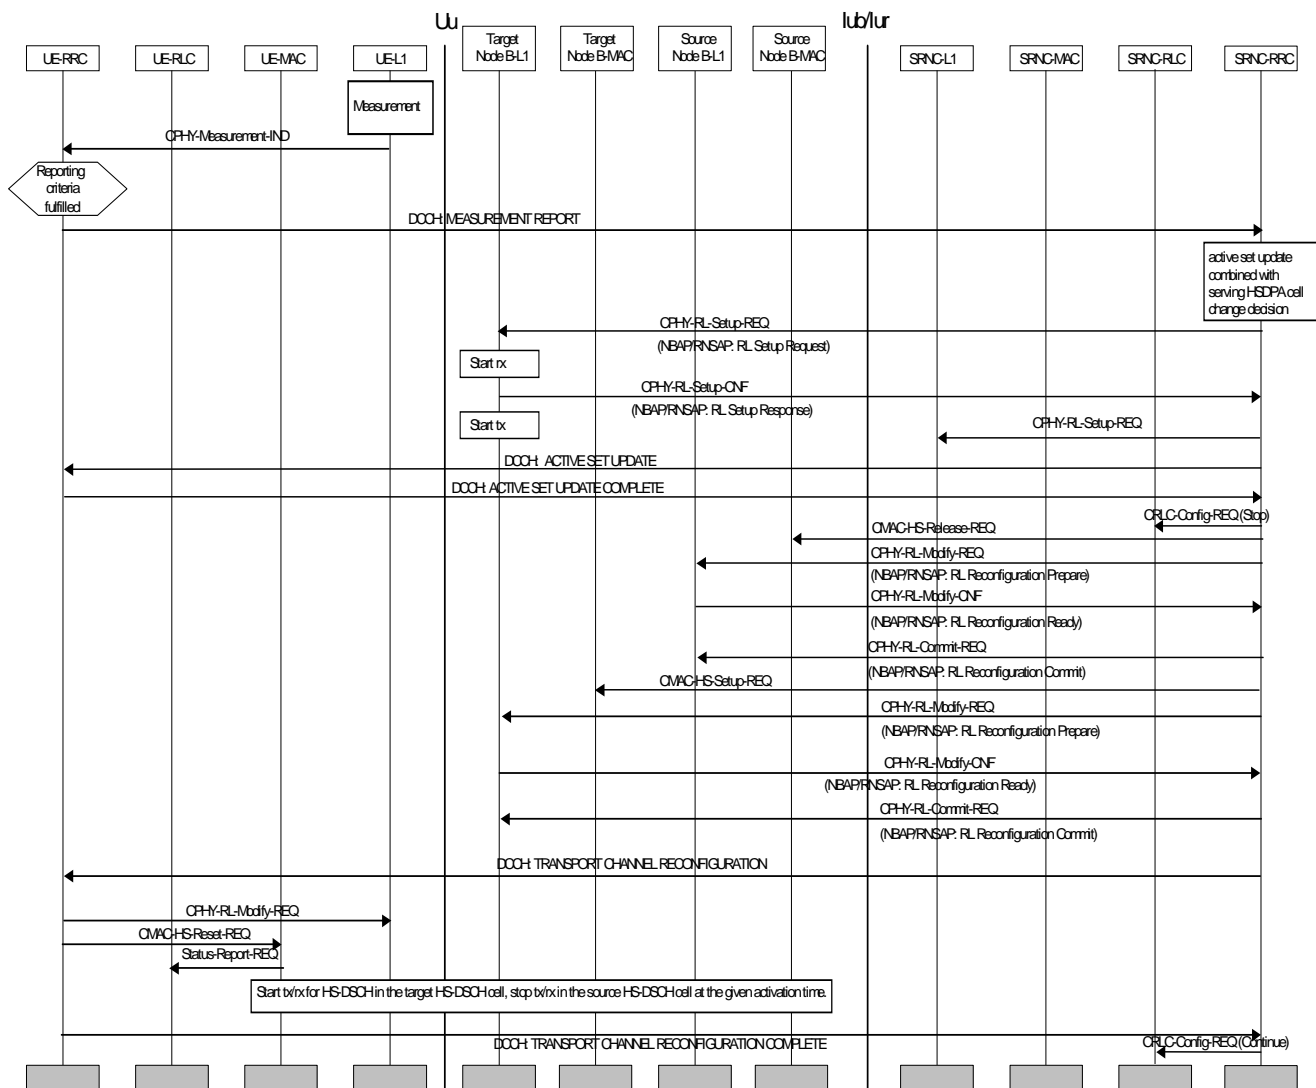 Uu
Iub/Iur
UE-RRC
UE-RLC
UE-MAC
UE-L1
Target
Node B-L1
Target
Node B-MAC
Source
Node B-L1
Source
Node B-MAC
SRNC-L1
SRNC-MAC
SRNC-RLC
SRNC-RRC
Measurement
CPHY-Measurement-IND
Reporting
criteria
fulfilled
DCCH: MEASUREMENT REPORT
active set update
combined with
serving HSDPA cell
change decision
CPHY-RL-Setup-REQ
(NBAP/RNSAP: RL Setup Request)
Start rx
CPHY-RL-Setup-CNF
(NBAP/RNSAP: RL Setup Response)
Start tx
CPHY-RL-Setup-REQ
DCCH: ACTIVE SET UPDATE
DCCH: ACTIVE SET UPDATE COMPLETE
CRLC-Config-REQ (Stop)
CMAC-HS-Release-REQ
CPHY-RL-Modify-REQ
(NBAP/RNSAP: RL Reconfiguration Prepare)
CPHY-RL-Modify-CNF
(NBAP/RNSAP: RL Reconfiguration Ready)
CPHY-RL-Commit-REQ
(NBAP/RNSAP: RL Reconfiguration Commit)
CMAC-HS-Setup-REQ
CPHY-RL-Modify-REQ
(NBAP/RNSAP: RL Reconfiguration Prepare)
CPHY-RL-Modify-CNF
(NBAP/RNSAP: RL Reconfiguration Ready)
CPHY-RL-Commit-REQ
(NBAP/RNSAP: RL Reconfiguration Commit)
DCCH: TRANSPORT CHANNEL RECONFIGURATION
CPHY-RL-Modify-REQ
CMAC-HS-Reset-REQ
Status-Report-REQ
Start tx/rx for HS-DSCH in the target HS-DSCH cell, stop tx/rx in the source HS-DSCH cell at the given activation time.
DCCH: TRANSPORT CHANNEL RECONFIGURATION COMPLETE
CRLC-Config-REQ (Continue)